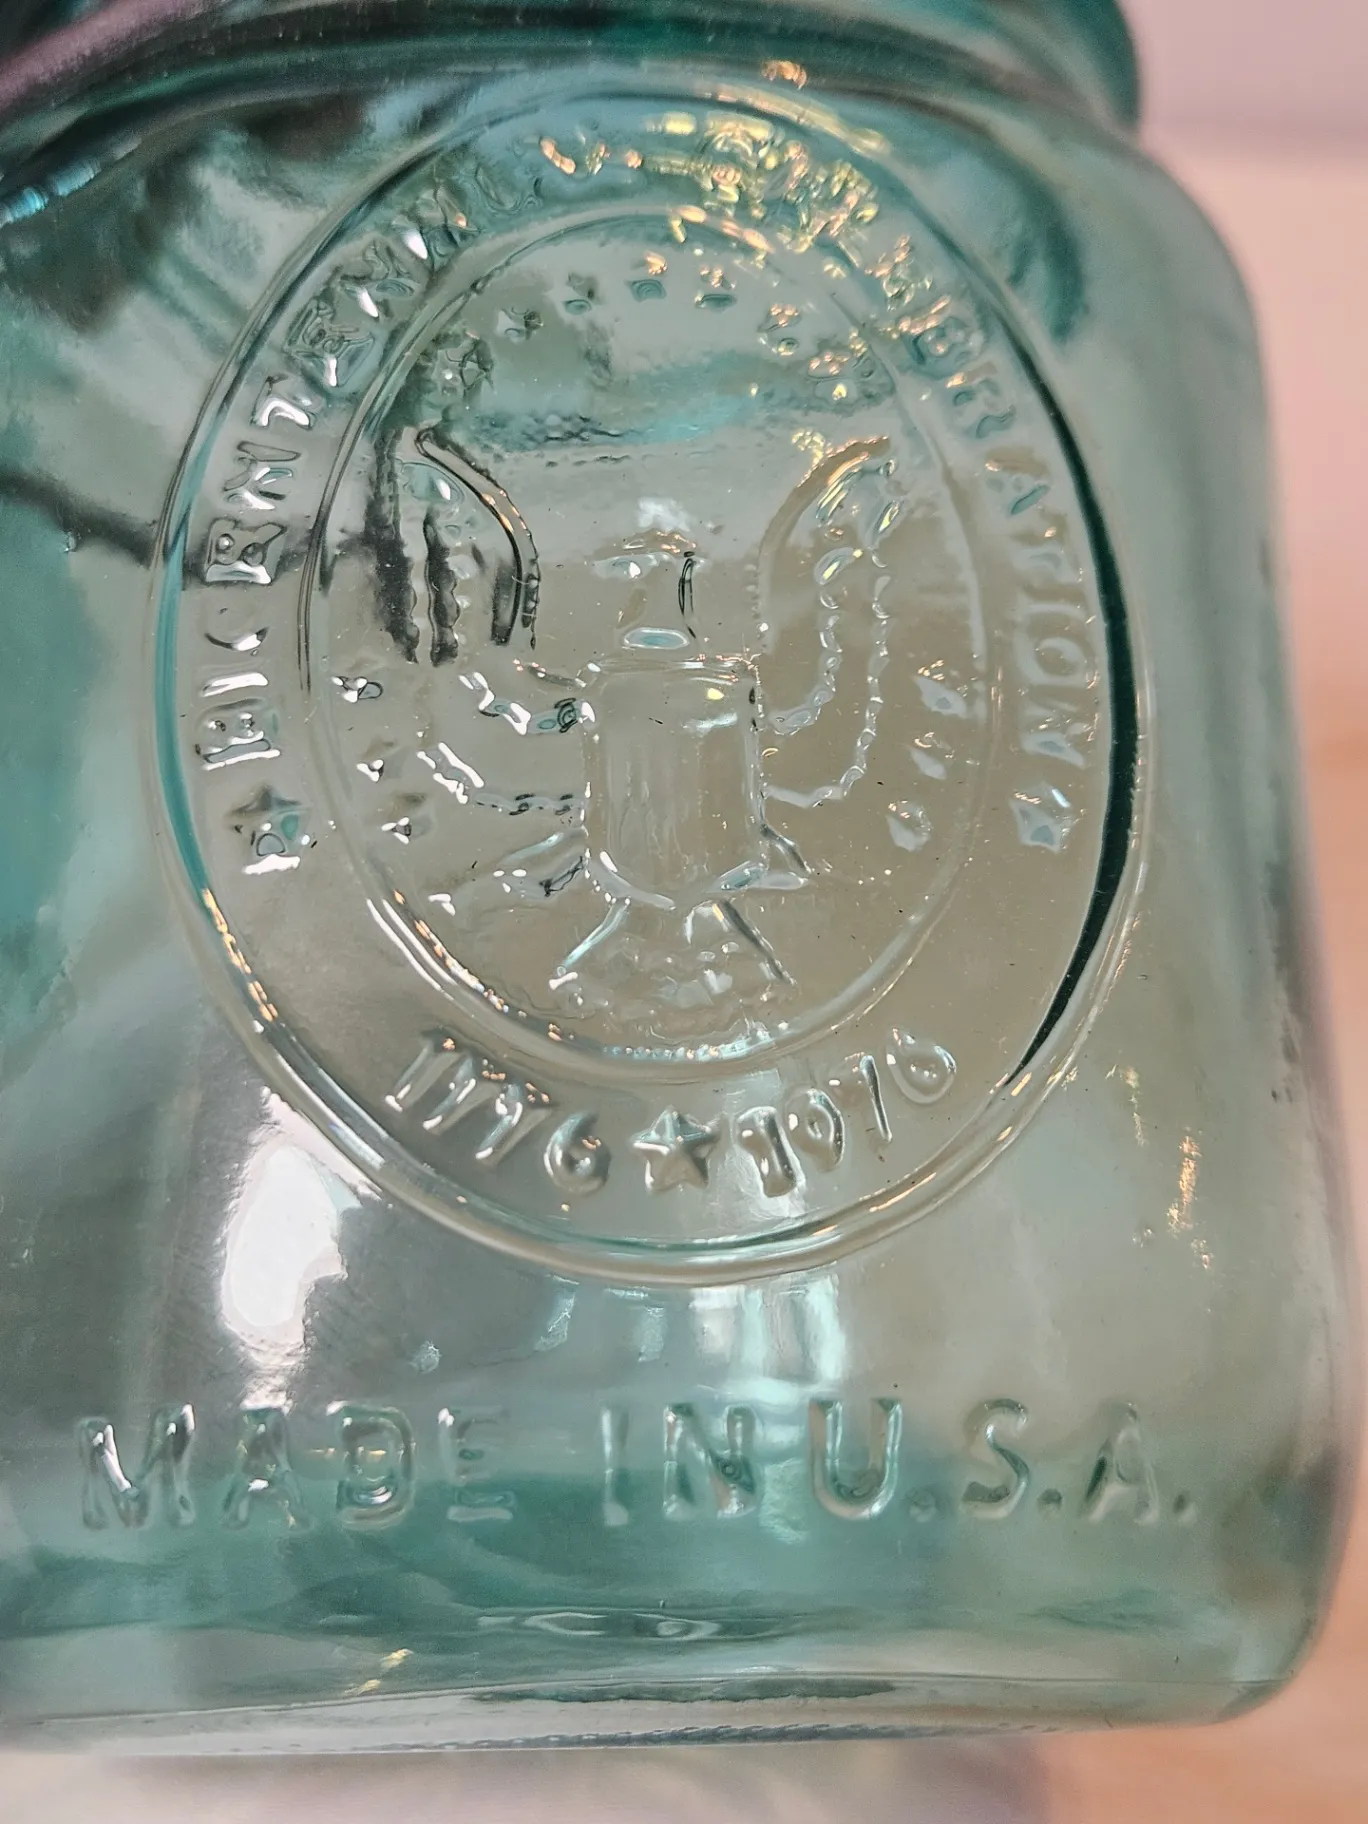 ★ BICENTENNIAL CELEBRATION ★
1776 ★ 1976
MADE IN U.S.A.